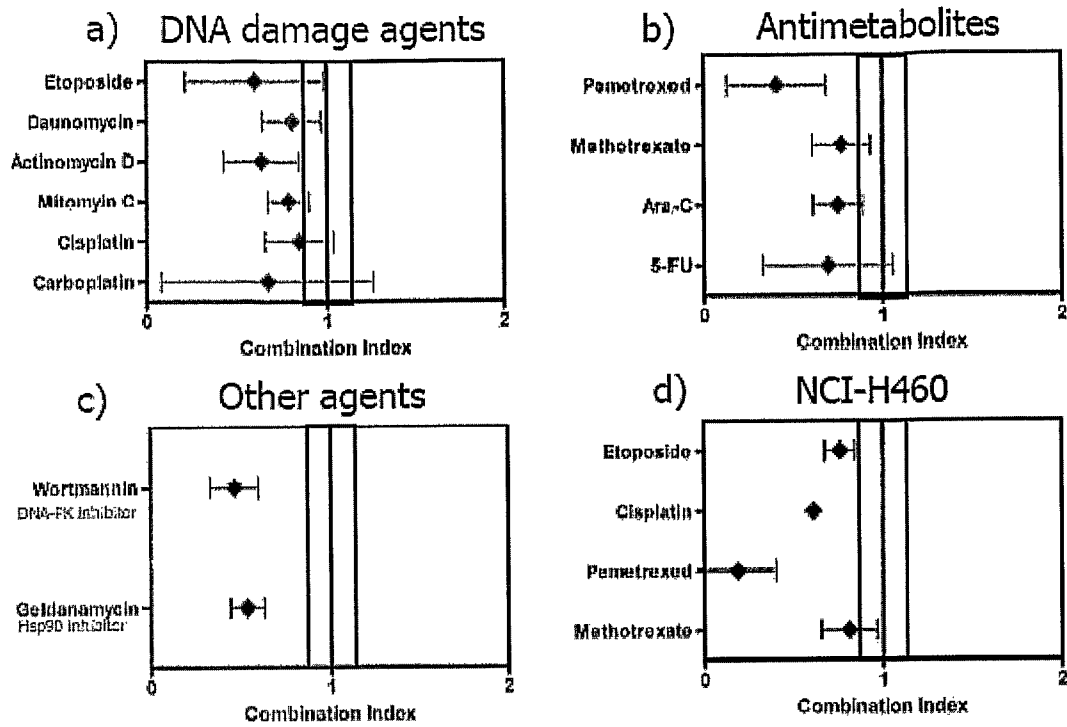 a) DNA damage agents
Etoposide
Daunomycin
Actinomycin D
Mitomyin C
Cisplatin
Carboplatin
0 1 2
Combination Index
b) Antimetabolites
Pemetrexed
Methotrexate
Ara-C
5-FU
0 1 2
Combination Index
c) Other agents
Wortmannin
DNA-PK inhibitor
Geldanamycin
Hsp90 inhibitor
0 1 2
Combination Index
d) NCI-H460
Etoposide
Cisplatin
Pemetrexed
Methotrexate
0 1 2
Combination Index